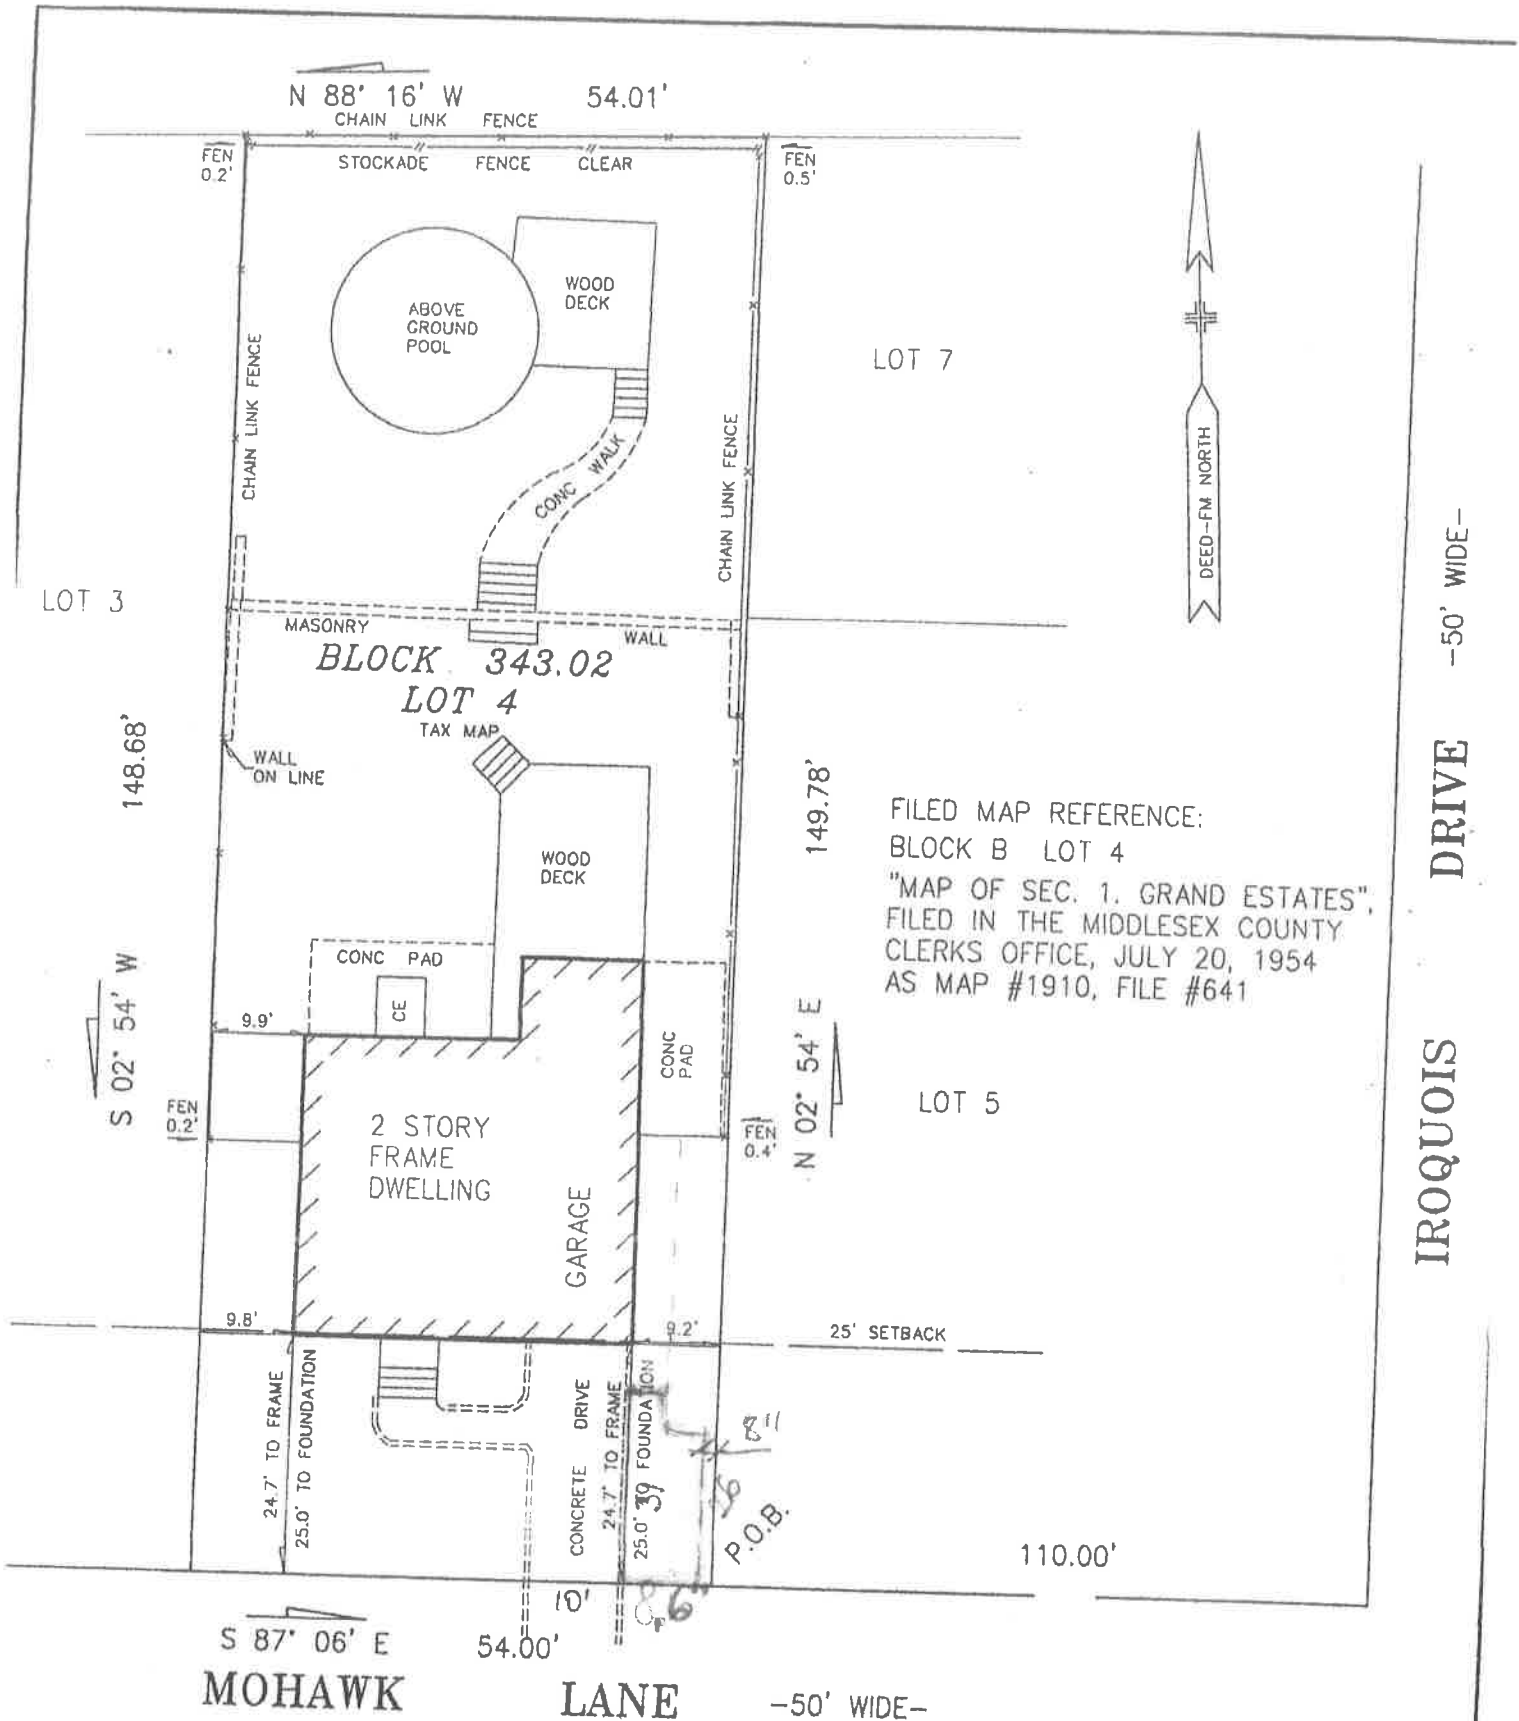 N 88° 16' W 54.01'
CHAIN LINK FENCE
FEN
0.2'
STOCKADE FENCE CLEAR
FEN
0.5'
WOOD
DECK
ABOVE
GROUND
POOL
CHAIN LINK FENCE
LOT 7
CONC WALK
CHAIN LINK FENCE
DEED-FM NORTH
LOT 3
MASONRY WALL
BLOCK 343.02
LOT 4
TAX MAP
WALL
ON LINE
148.68'
149.78'
WOOD
DECK
FILED MAP REFERENCE:
BLOCK B LOT 4
"MAP OF SEC. 1. GRAND ESTATES",
FILED IN THE MIDDLESEX COUNTY
CLERKS OFFICE, JULY 20, 1954
AS MAP #1910, FILE #641
IROQUOIS DRIVE -50' WIDE-
CONC PAD
CE
9.9'
S 02° 54' W
CONC
PAD
N 02° 54' E
LOT 5
FEN
0.2'
FEN
0.4'
2 STORY
FRAME
DWELLING
GARAGE
9.8'
9.2'
25' SETBACK
24.7' TO FRAME
25.0' TO FOUNDATION
CONCRETE DRIVE
24.7' TO FRAME
25.0' TO FOUNDATION
8"
P.O.B.
110.00'
10'
S 87° 06' E 54.00'
MOHAWK LANE -50' WIDE-